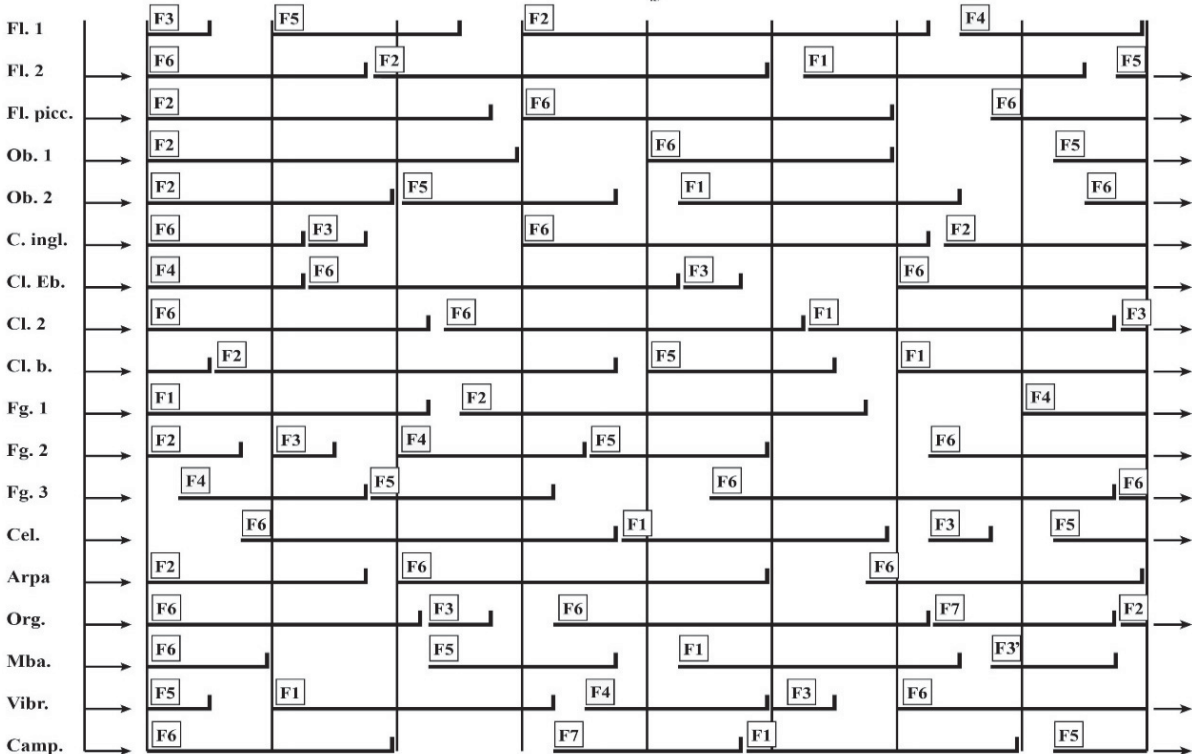 Fl. 1 F3 F5 F2 F4
Fl. 2 F6 F2 F1 F5
Fl. picc. F2 F6 F6
Ob. 1 F2 F6 F5
Ob. 2 F2 F5 F1 F6
C. ingl. F6 F3 F6 F2
Cl. Eb. F4 F6 F3 F6
Cl. 2 F6 F6 F1 F3
Cl. b. F2 F5 F1
Fg. 1 F1 F2 F4
Fg. 2 F2 F3 F4 F5 F6
Fg. 3 F4 F5 F6 F6
Cel. F6 F1 F3 F5
Arpa F2 F6 F6
Org. F6 F3 F6 F7 F2
Mba. F6 F5 F1 F3’
Vibr. F5 F1 F4 F3 F6
Camp. F6 F7 F1 F5